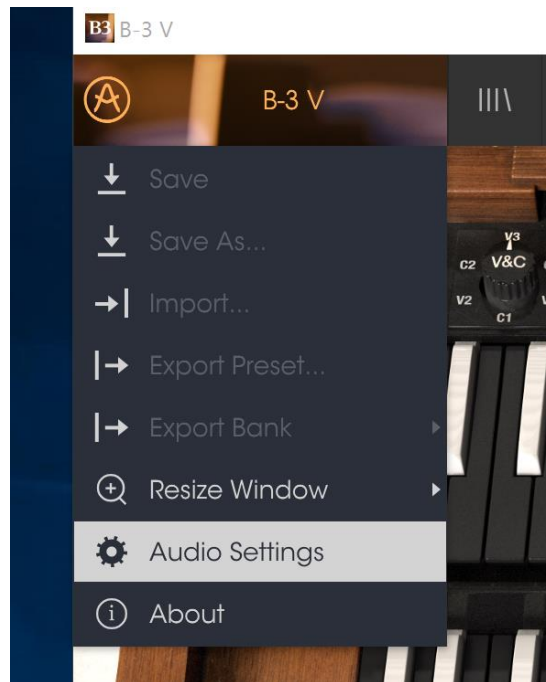 B3 B-3 V
B-3 V
Save
Save As...
Import...
Export Preset...
Export Bank
Resize Window
Audio Settings
About
V3
C2 V&C
V2
C1